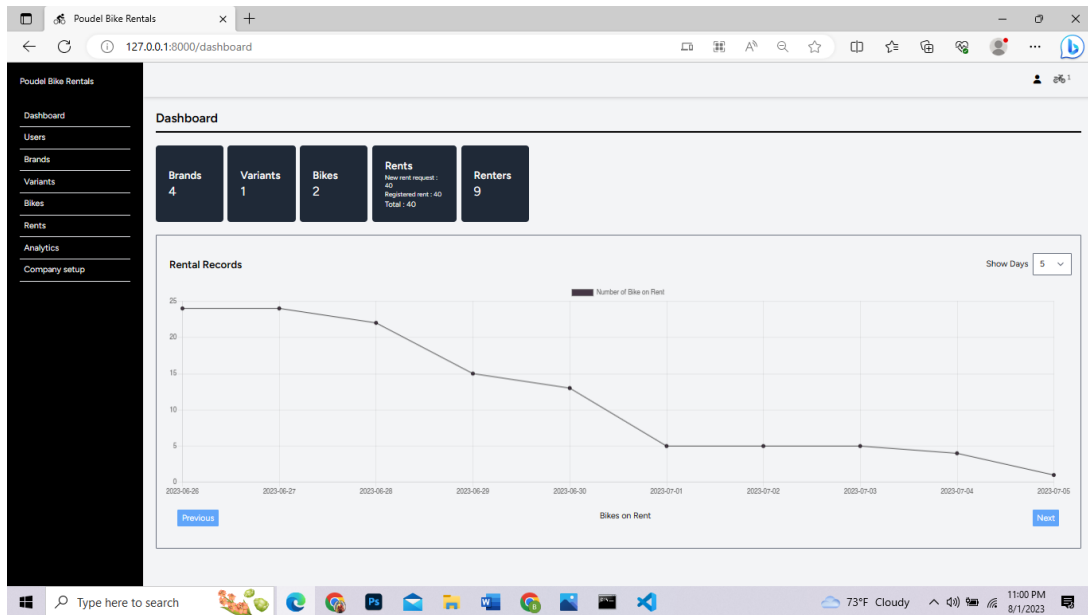 Poudel Bike Rentals
127.0.0.1:8000/dashboard
Poudel Bike Rentals
1
Dashboard
Users
Brands
Variants
Bikes
Rents
Analytics
Company setup
Dashboard
Brands
4
Variants
1
Bikes
2
Rents
New rent request :
40
Registered rent : 40
Total : 40
Renters
9
Rental Records
Show Days 5
Number of Bike on Rent
25
20
15
10
5
0
2023-06-26 2023-06-27 2023-06-28 2023-06-29 2023-06-30 2023-07-01 2023-07-02 2023-07-03 2023-07-04 2023-07-05
Previous
Bikes on Rent
Next
Type here to search
Ps
W
73°F Cloudy
11:00 PM
8/1/2023